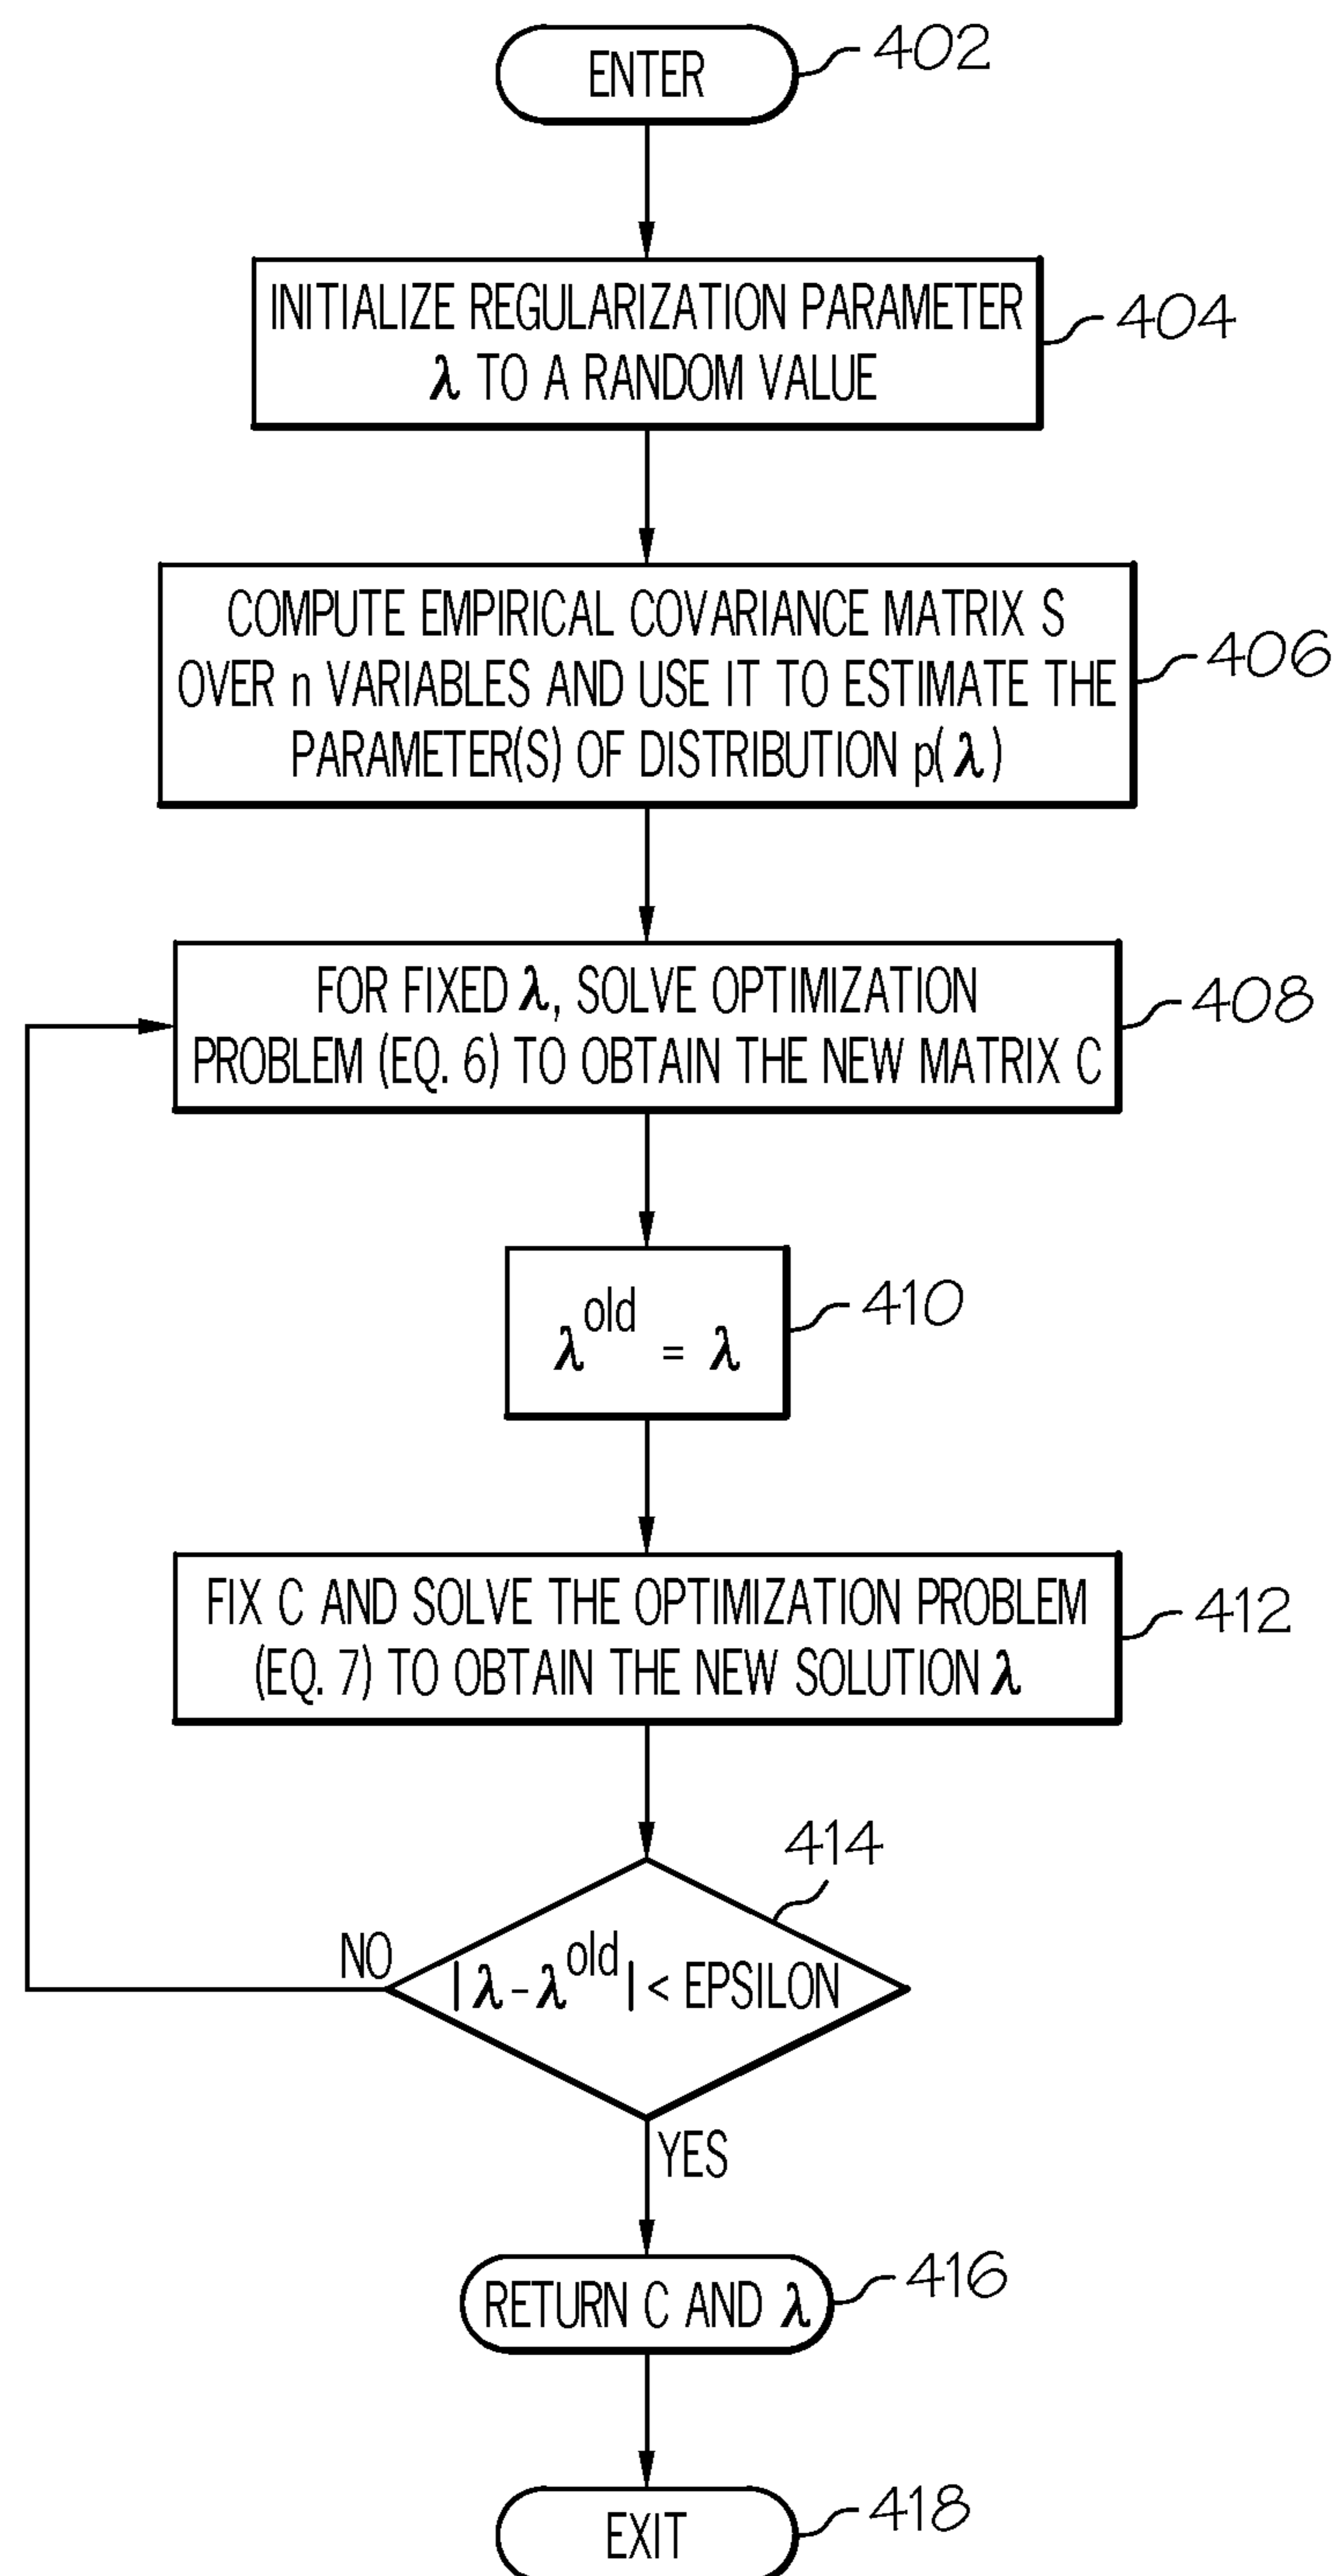 ENTER
402
INITIALIZE REGULARIZATION PARAMETER
λ TO A RANDOM VALUE
404
COMPUTE EMPIRICAL COVARIANCE MATRIX S
OVER n VARIABLES AND USE IT TO ESTIMATE THE
PARAMETER(S) OF DISTRIBUTION p(λ)
406
FOR FIXED λ, SOLVE OPTIMIZATION
PROBLEM (EQ. 6) TO OBTAIN THE NEW MATRIX C
408
λ^old = λ
410
FIX C AND SOLVE THE OPTIMIZATION PROBLEM
(EQ. 7) TO OBTAIN THE NEW SOLUTION λ
412
414
NO
|λ-λ^old| < EPSILON
YES
RETURN C AND λ
416
EXIT
418